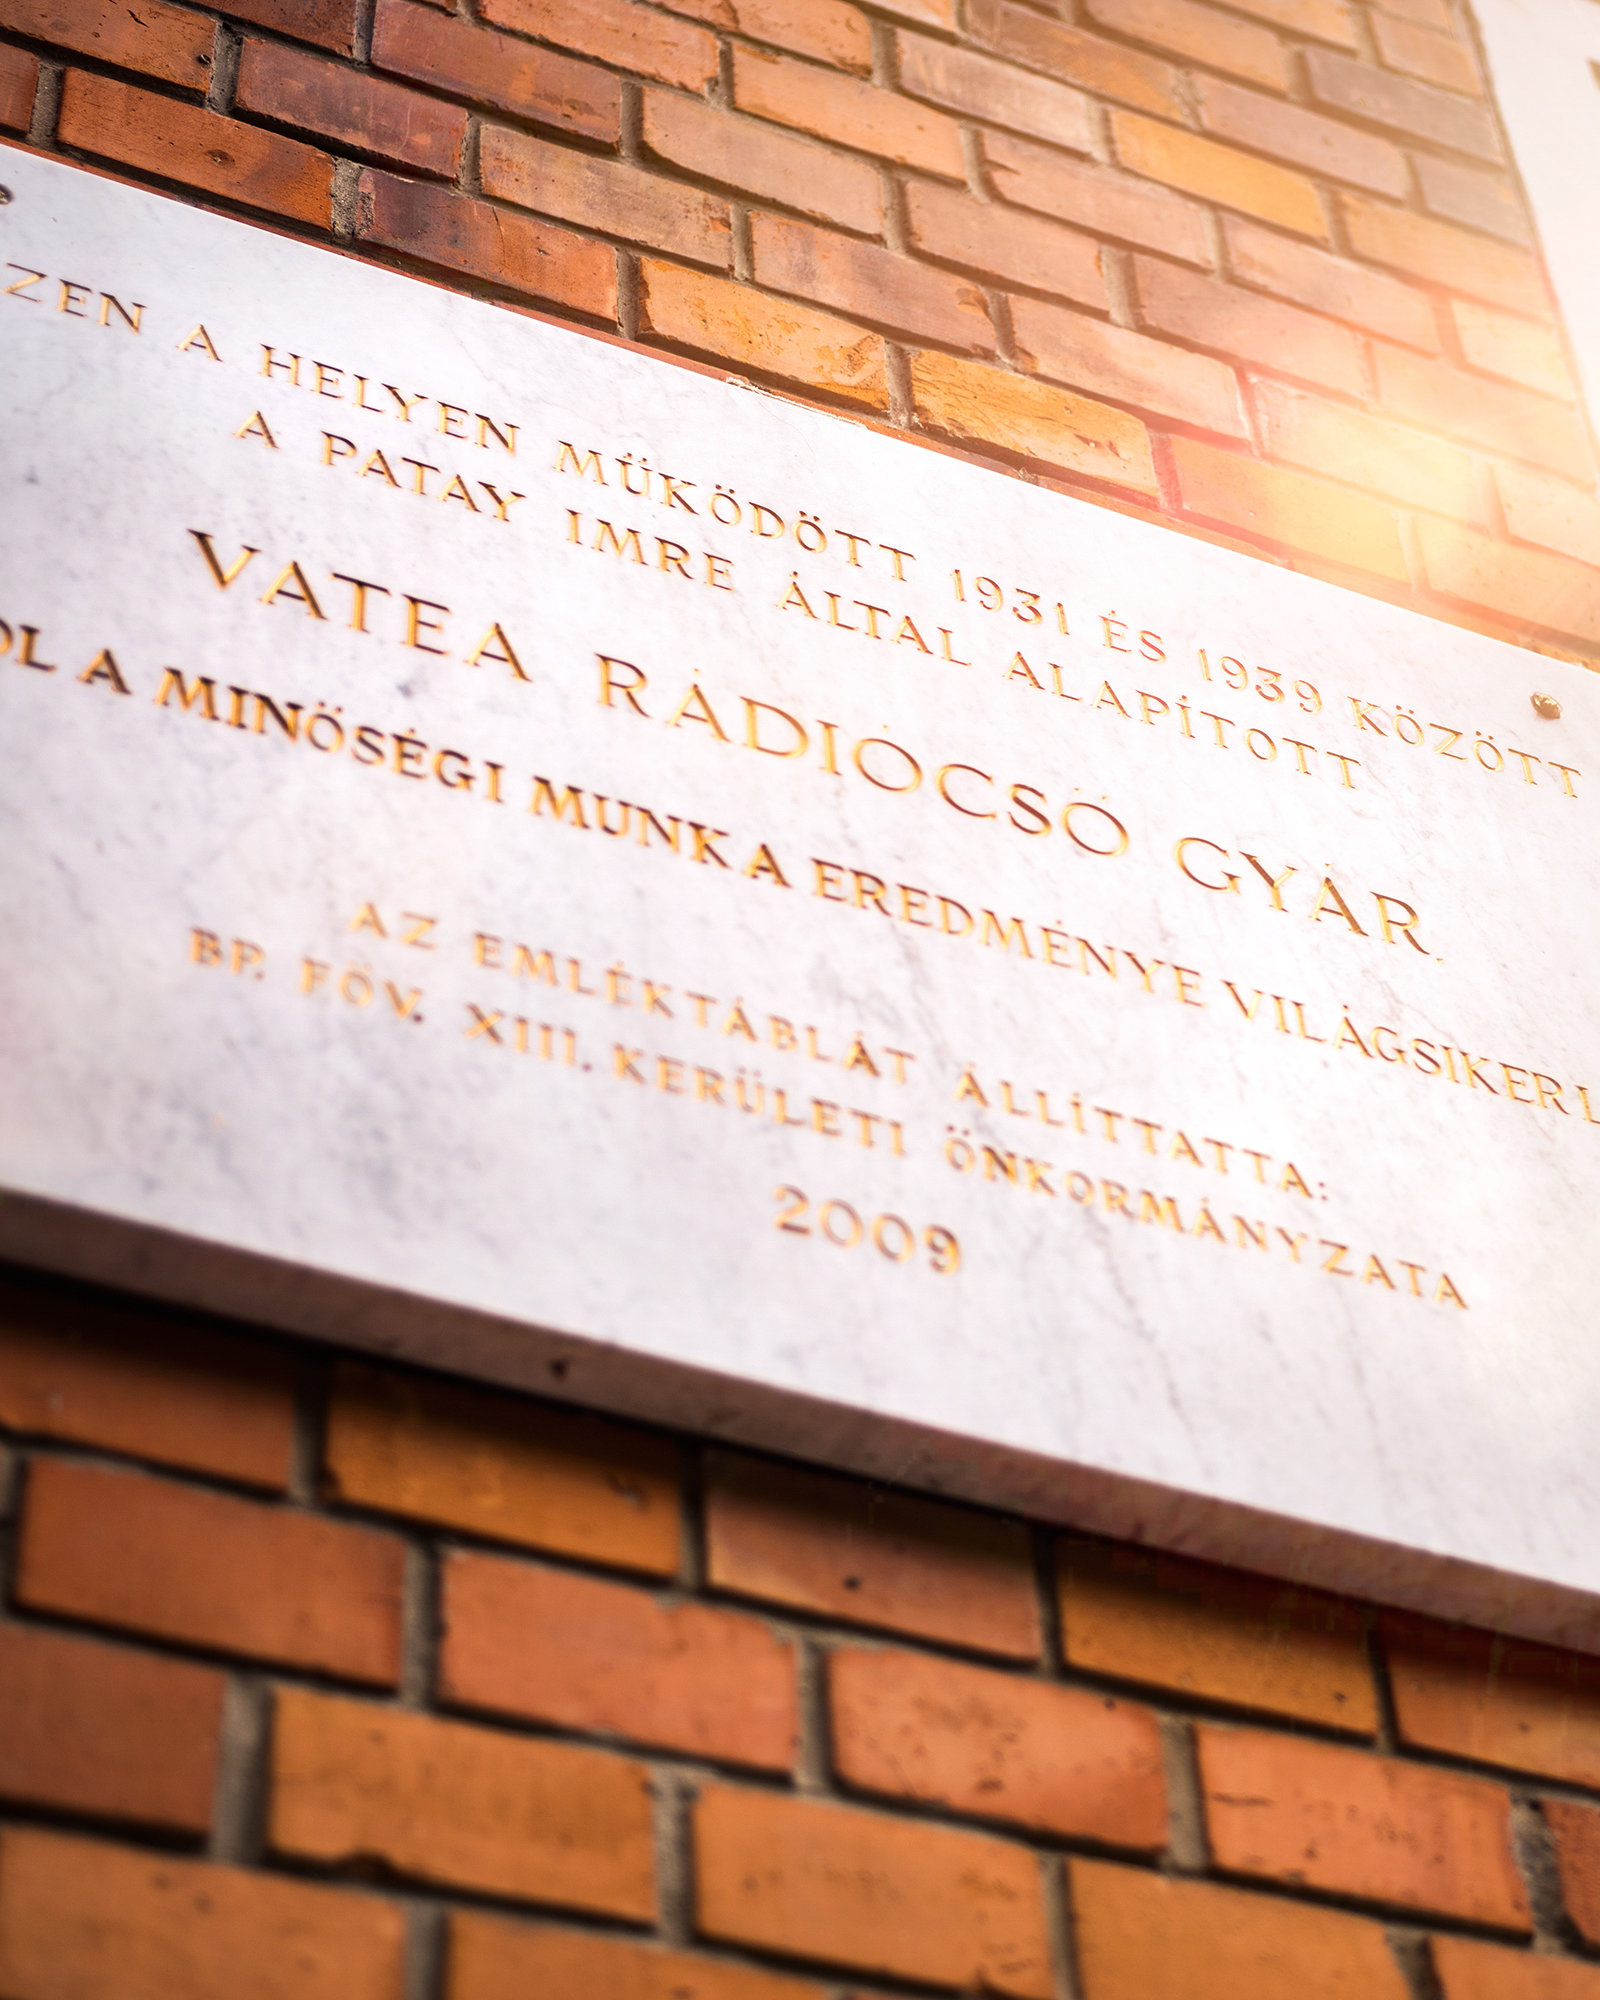 ZEN A HELYEN MŰKÖDÖTT 1931 ÉS 1939 KÖZÖTT
A PATAY IMRE ÁLTAL ALAPÍTOTT
VATEA RÁDIÓCSŐ GYÁR.
OL A MINŐSÉGI MUNKA EREDMÉNYE VILÁGSIKER L
AZ EMLÉKTÁBLÁT ÁLLÍTTATTA:
BP. FŐV. XIII. KERÜLETI ÖNKORMÁNYZATA
2009